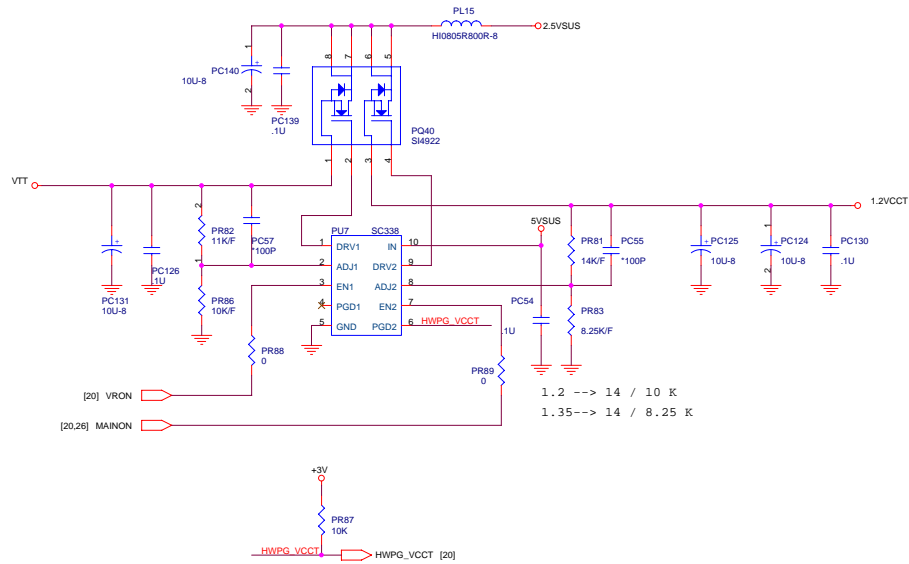 PL15
HI0805R800R-8
2.5VSUS
1
PC140
10U-8
2
PC139
.1U
8
7
6
5
PQ40
SI4922
1
2
3
4
VTT
1.2VCCT
2
PR82
11K/F
1
PC57
*100P
PC126
.1U
PC131
10U-8
PR86
10K/F
PU7
SC338
1
DRV1
2
ADJ1
3
EN1
4
PGD1
5
GND
10
IN
9
DRV2
8
ADJ2
7
EN2
6
PGD2
HWPG_VCCT
5VSUS
PC54
.1U
PR81
14K/F
PC55
*100P
PR83
8.25K/F
PC125
10U-8
PC124
10U-8
2
PC130
.1U
PR88
0
PR89
0
[20] VRON
[20,26] MAINON
1.2 --> 14 / 10 K
1.35--> 14 / 8.25 K
+3V
PR87
10K
HWPG_VCCT
HWPG_VCCT [20]